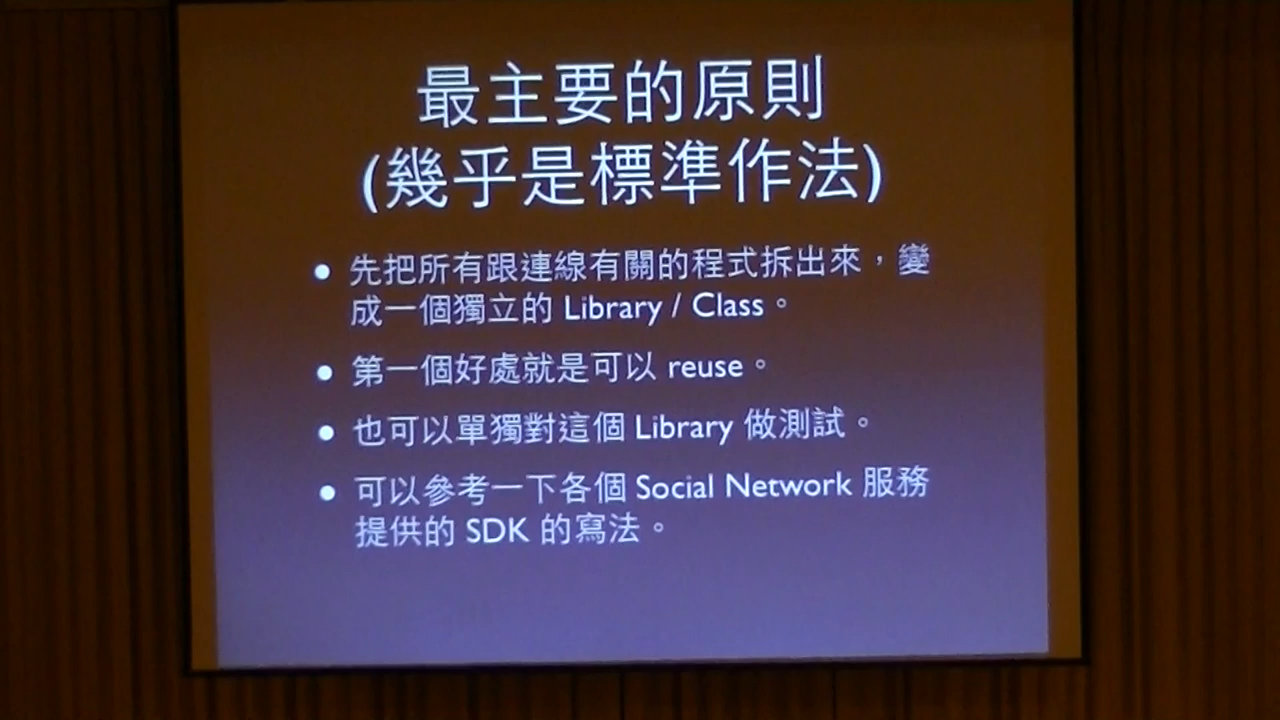 最主要的原則
(幾乎是標準作法)
先把所有跟連線有關的程式拆出來，變
成一個獨立的 Library / Class。
第一個好處就是可以 reuse。
也可以單獨對這個 Library 做測試。
可以參考一下各個 Social Network 服務
提供的 SDK 的寫法。